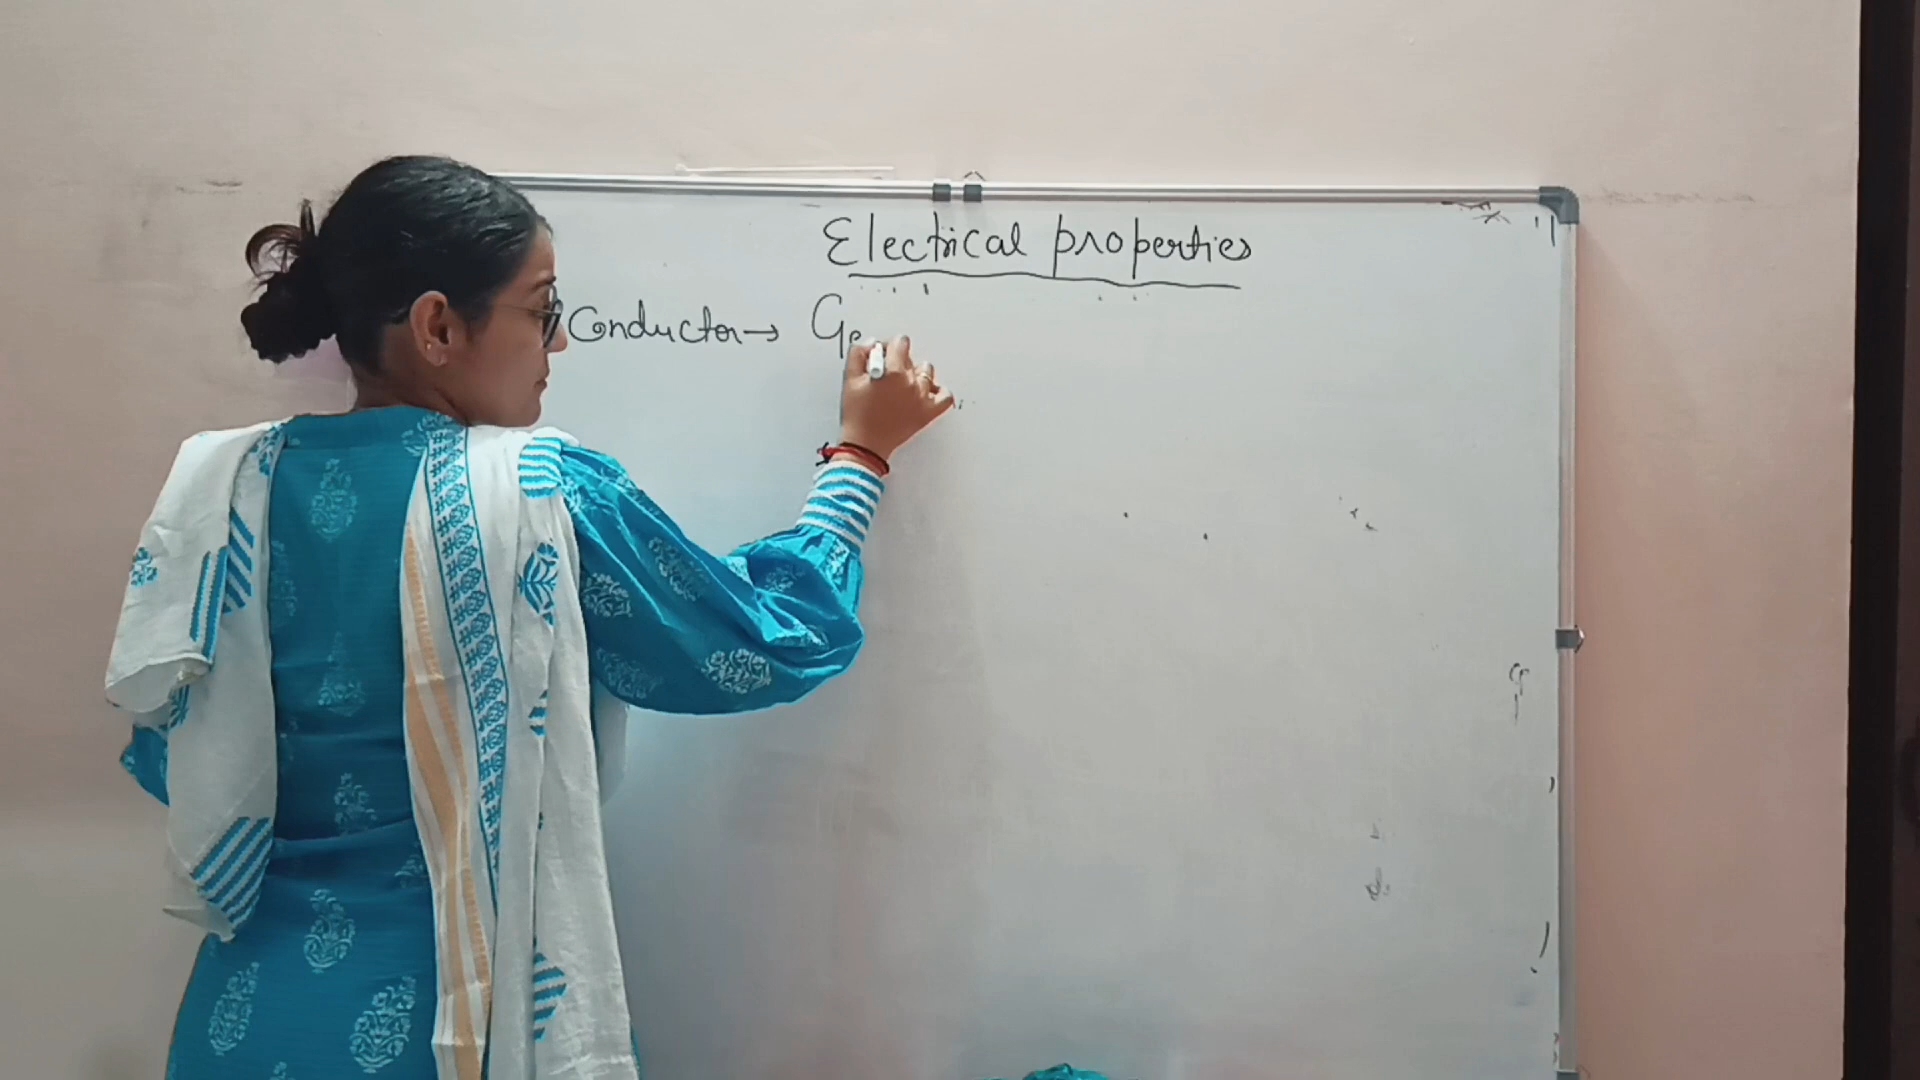 Electrical properties
Conductor →